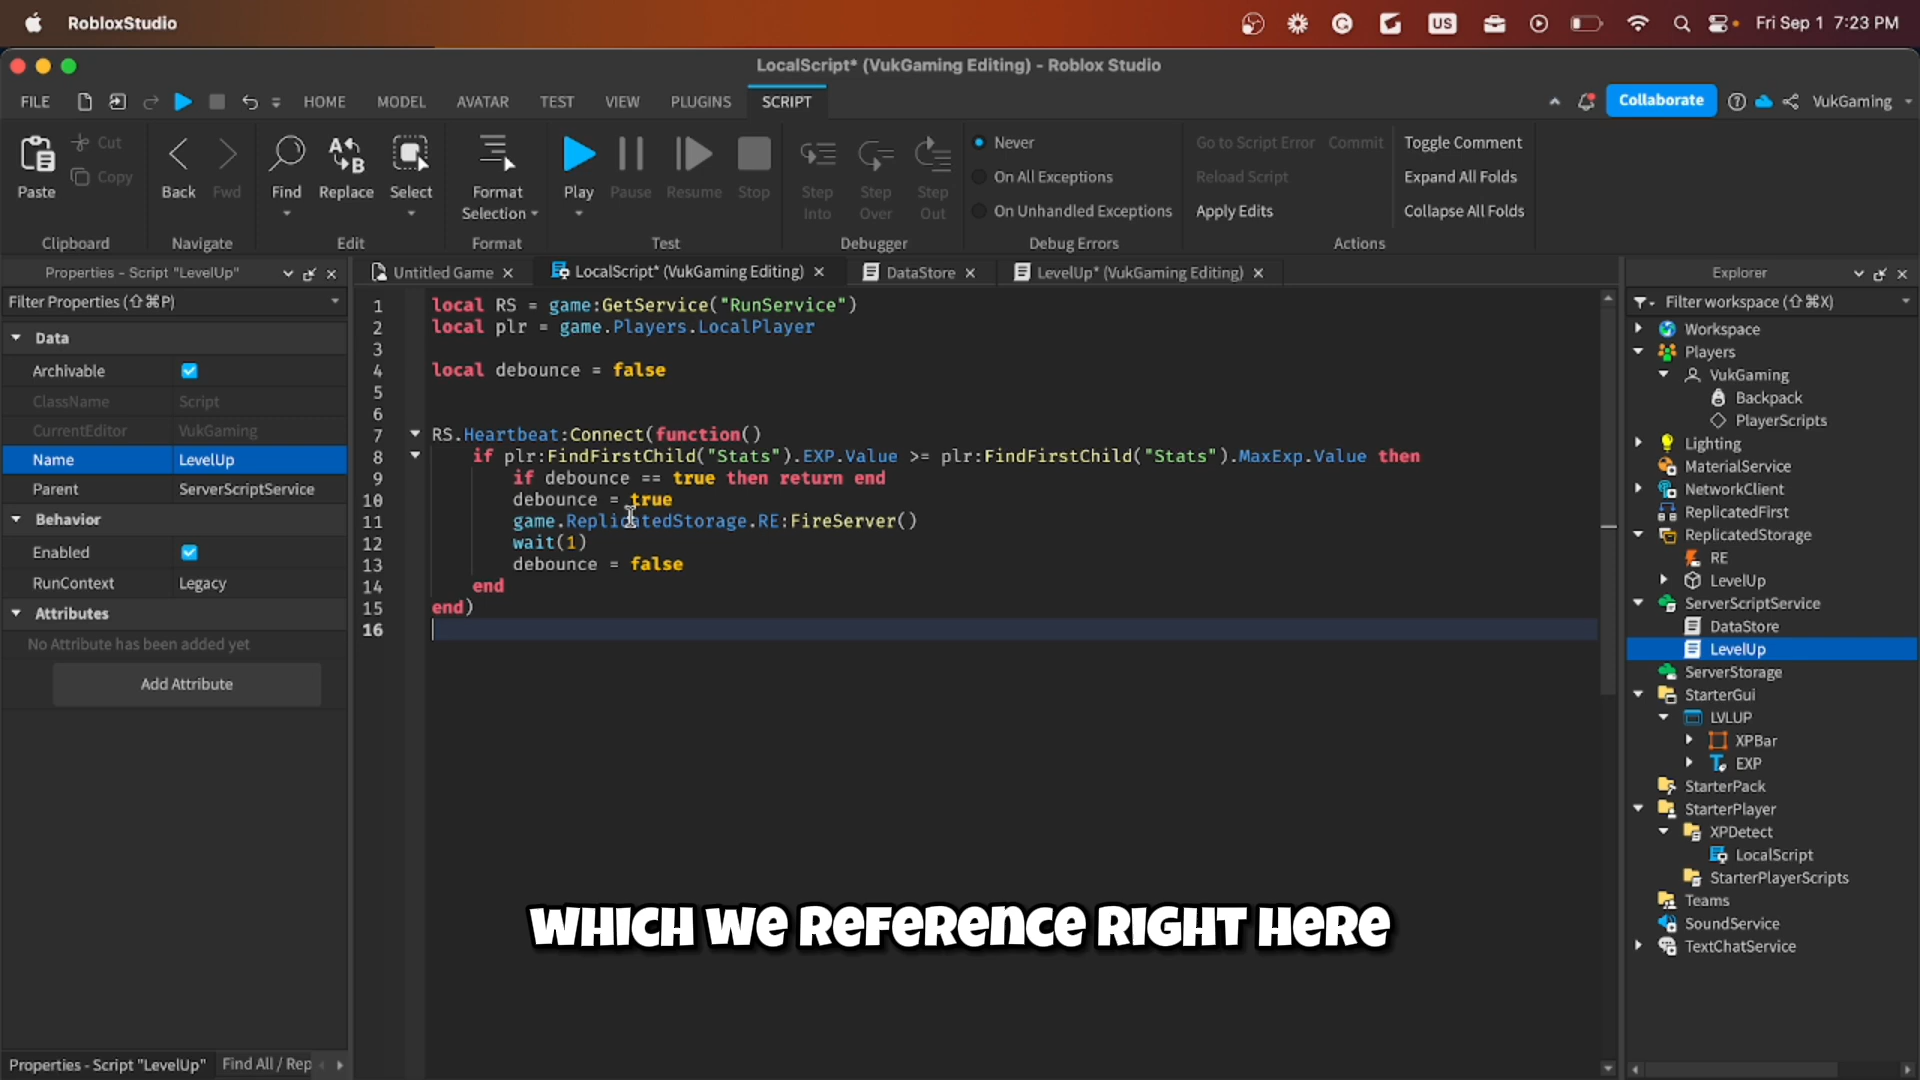 RobloxStudio
US
Fri Sep 1 7:23 PM
LocalScript* (VukGaming Editing) - Roblox Studio
FILE HOME MODEL AVATAR TEST VIEW PLUGINS SCRIPT
Collaborate
VukGaming
Paste
Cut
Copy
Clipboard
Back
Fwd
Navigate
Find
Replace
Select
Edit
Format
Selection
Format
Play
Pause
Resume
Stop
Test
Step
Into
Step
Over
Step
Out
Debugger
Never
On All Exceptions
On Unhandled Exceptions
Debug Errors
Go to Script Error
Commit
Reload Script
Apply Edits
Toggle Comment
Expand All Folds
Collapse All Folds
Actions
Properties - Script "LevelUp"
Filter Properties (⇧⌘P)
Data
Archivable
ClassName Script
CurrentEditor VukGaming
Name LevelUp
Parent ServerScriptService
Behavior
Enabled
RunContext Legacy
Attributes
No Attribute has been added yet
Add Attribute
Properties - Script "LevelUp"
Find All / Rep
Untitled Game
LocalScript* (VukGaming Editing)
DataStore
LevelUp* (VukGaming Editing)
1 local RS = game:GetService("RunService")
2 local plr = game.Players.LocalPlayer
3
4 local debounce = false
5
6
7 RS.Heartbeat:Connect(function()
8 if plr:FindFirstChild("Stats").EXP.Value >= plr:FindFirstChild("Stats").MaxExp.Value then
9 if debounce == true then return end
10 debounce = true
11 game.ReplicatedStorage.RE:FireServer()
12 wait(1)
13 debounce = false
14 end
15 end)
16
WHICH WE REFERENCE RIGHT HERE
Explorer
Filter workspace (⇧⌘X)
Workspace
Players
VukGaming
Backpack
PlayerScripts
Lighting
MaterialService
NetworkClient
ReplicatedFirst
ReplicatedStorage
RE
LevelUp
ServerScriptService
DataStore
LevelUp
ServerStorage
StarterGui
LVLUP
XPBar
EXP
StarterPack
StarterPlayer
XPDetect
LocalScript
StarterPlayerScripts
Teams
SoundService
TextChatService